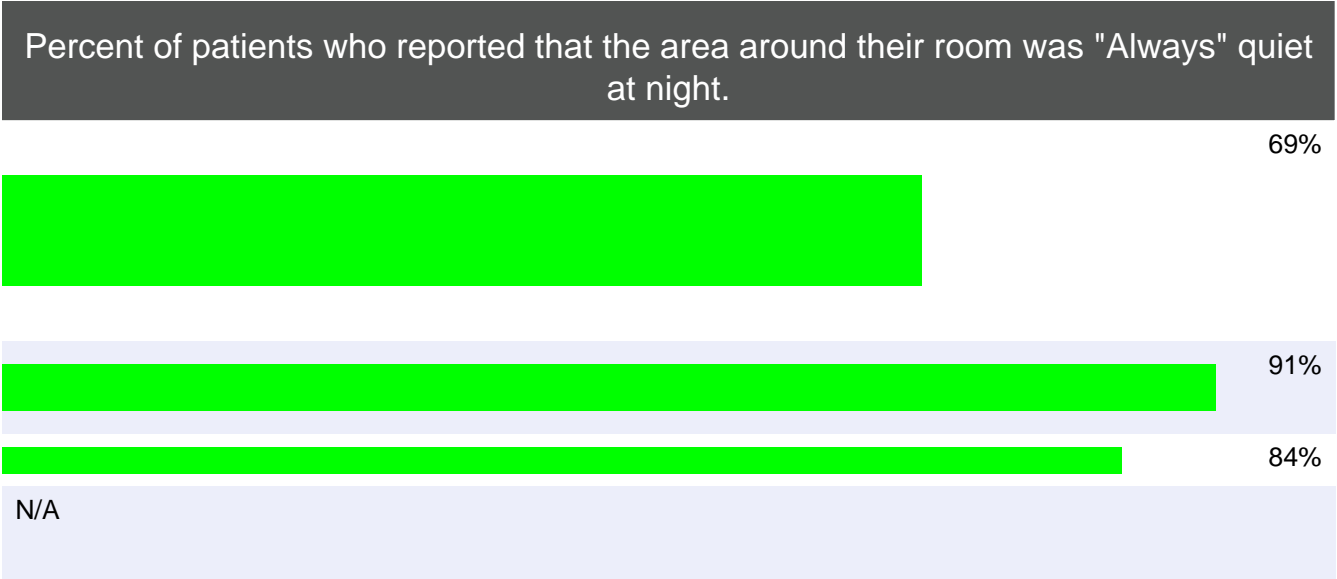 Percent of patients who reported that the area around their room was "Always" quiet
at night.
69%
91%
84%
N/A